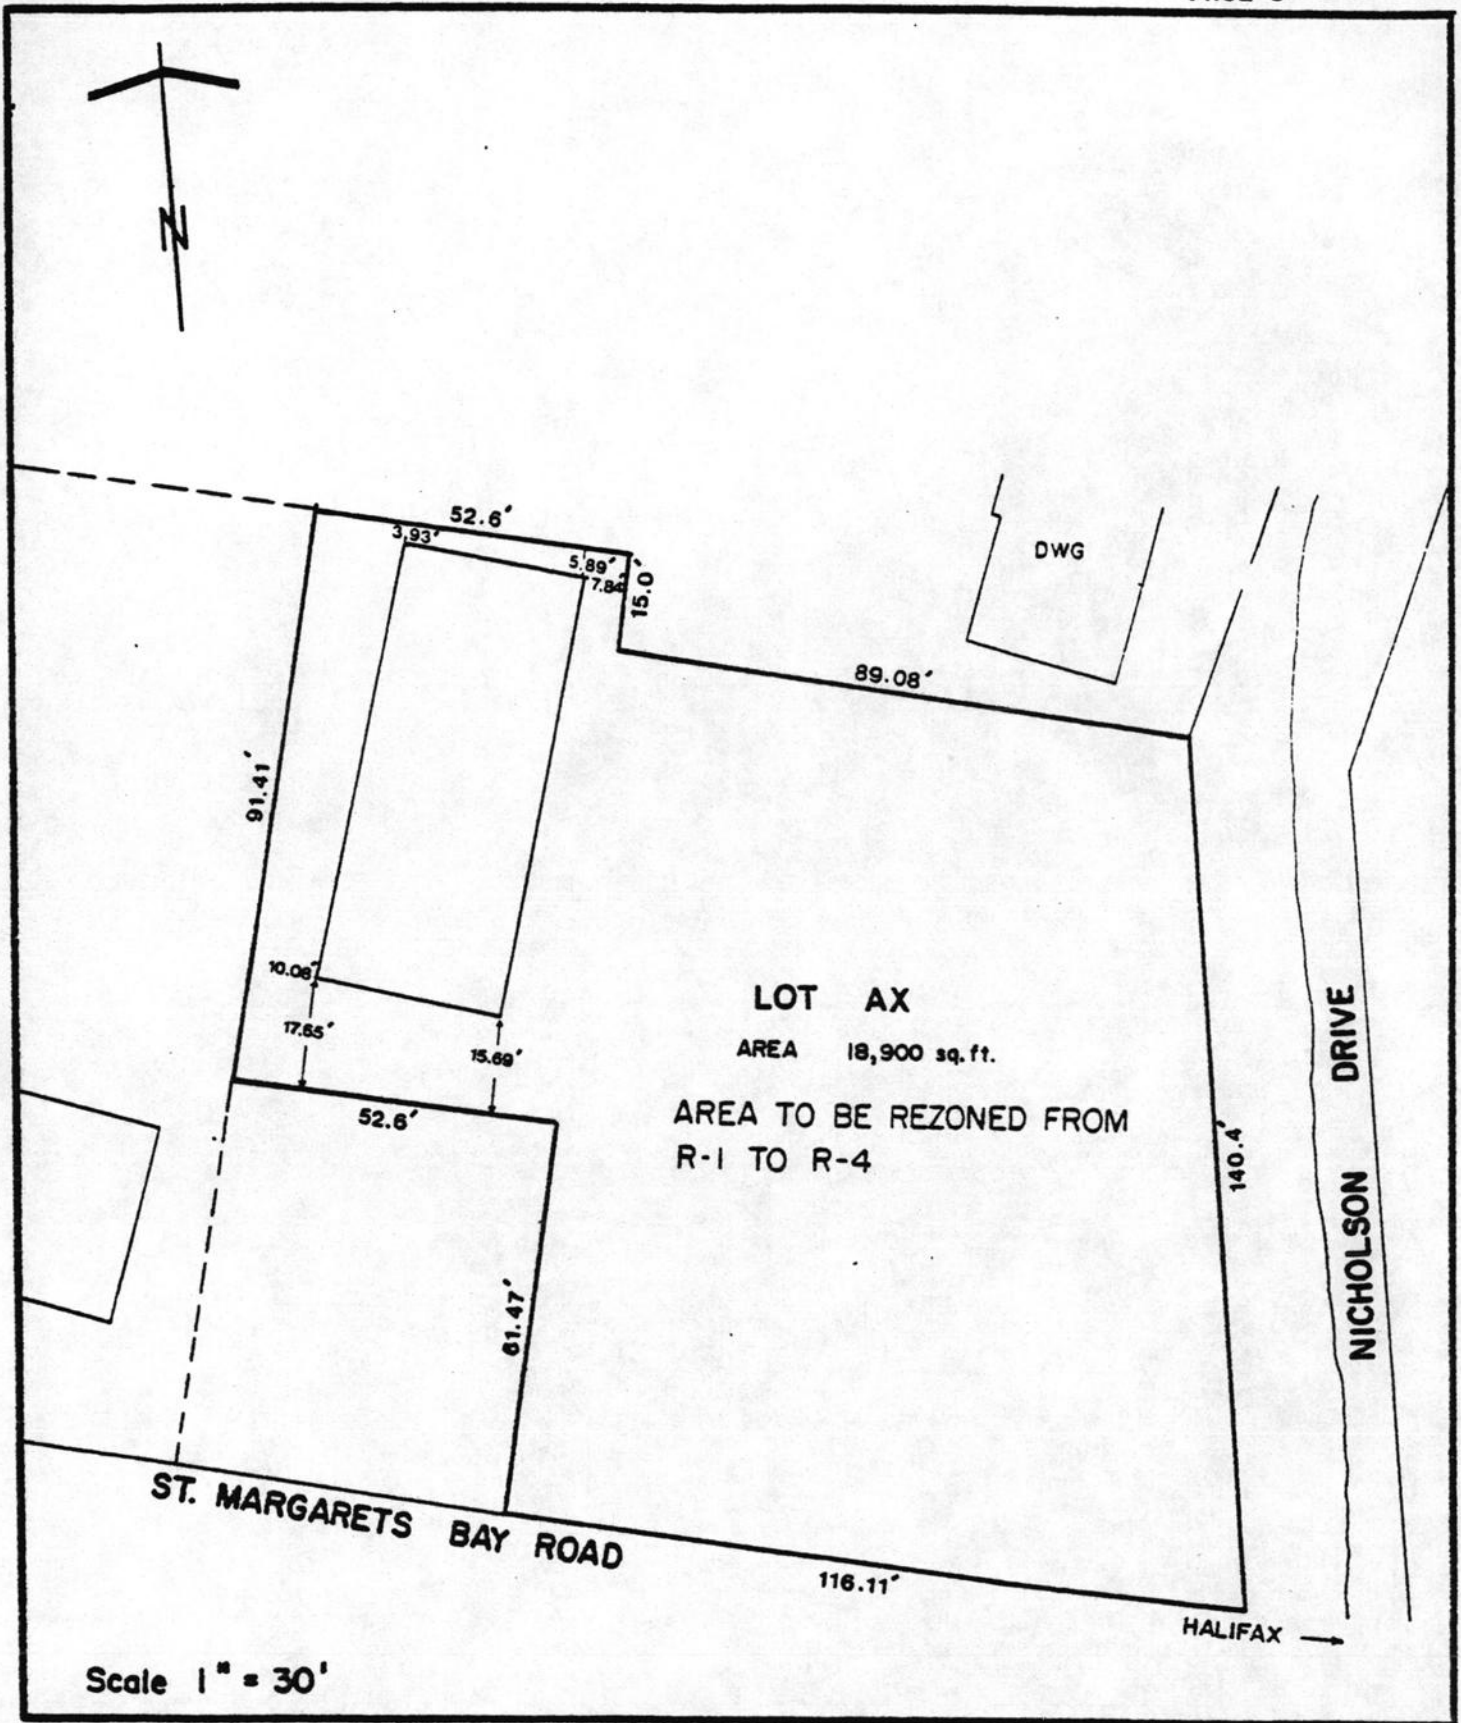 N
52.6'
3.93'
5.89'
7.84'
15.0'
DWG
89.08'
91.41'
10.08'
17.65'
15.69'
52.6'
LOT AX
AREA 18,900 sq. ft.
AREA TO BE REZONED FROM
R-1 TO R-4
140.4'
NICHOLSON DRIVE
61.47'
ST. MARGARETS BAY ROAD
116.11'
HALIFAX
Scale 1" = 30'